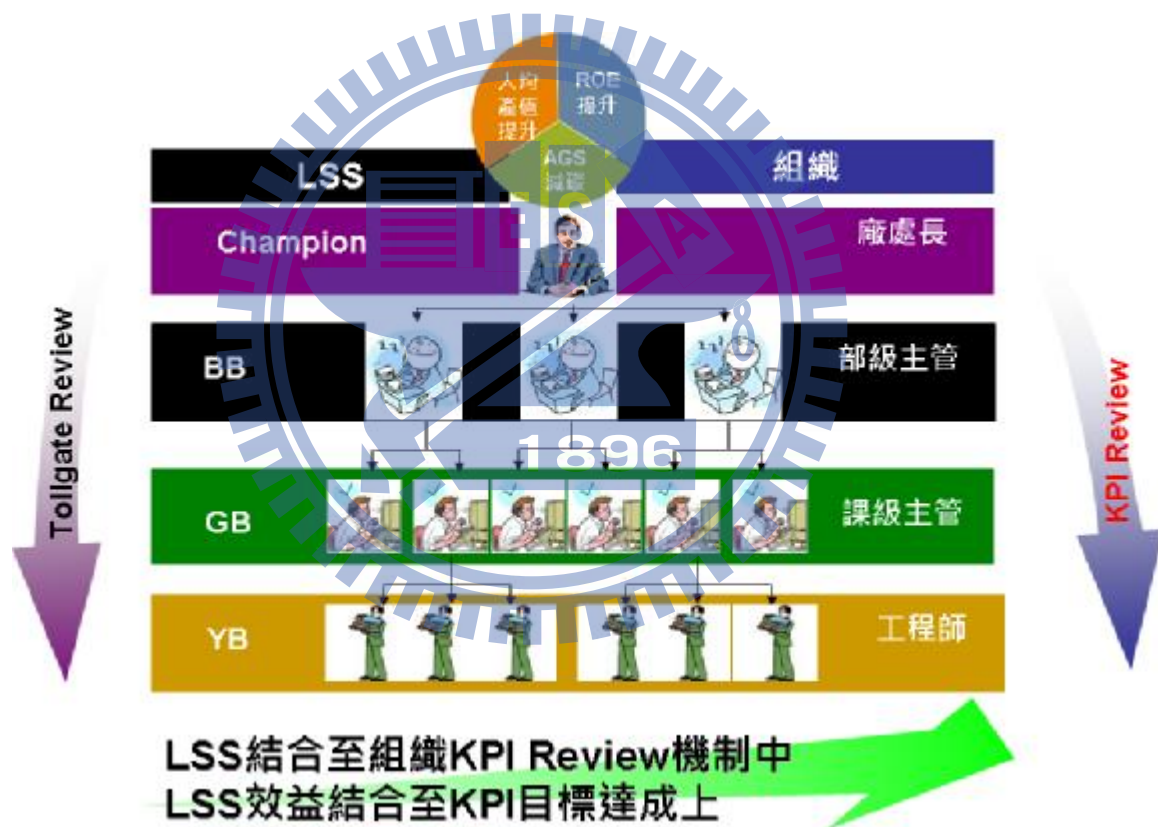 人均
產值
提升
ROE
提升
AGS
減碳
LSS
組織
Champion
廠處長
BB
部級主管
GB
課級主管
YB
工程師
Tollgate Review
KPI Review
ES
A
8
1896
LSS結合至組織KPI Review機制中
LSS效益結合至KPI目標達成上